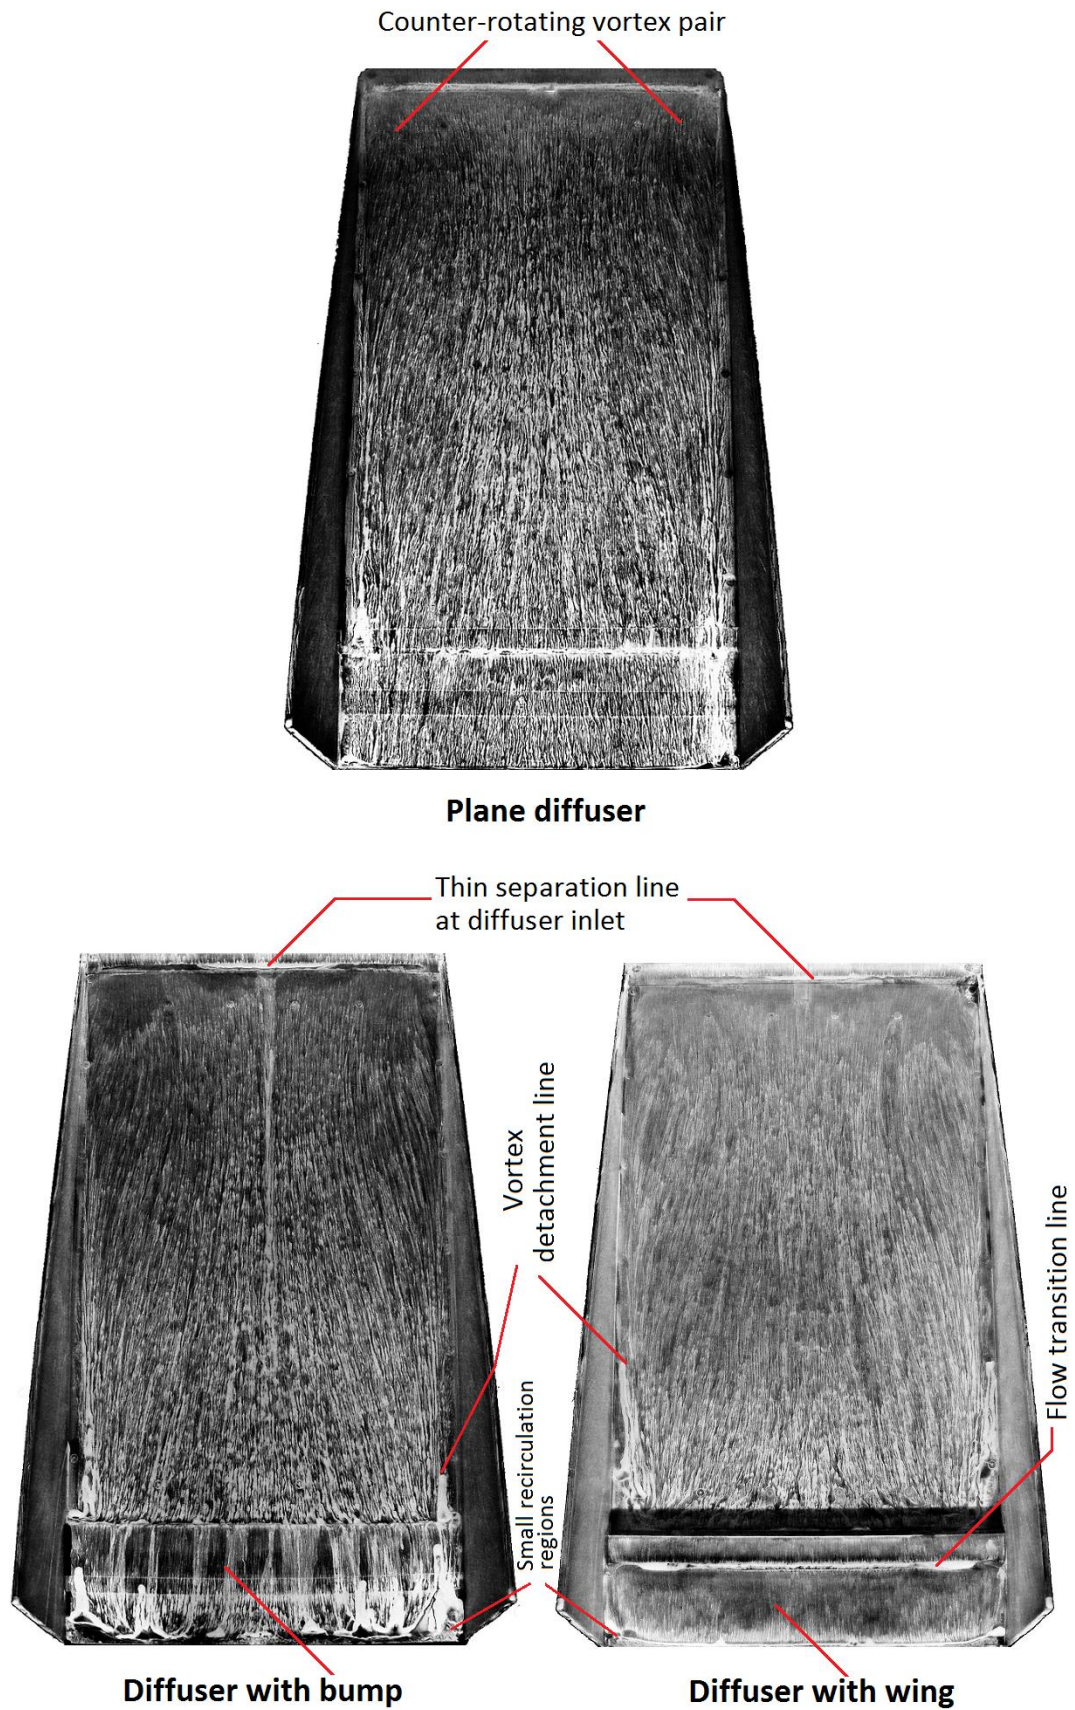 Counter-rotating vortex pair
Plane diffuser
Thin separation line
at diffuser inlet
Vortex
detachment line
Flow transition line
Small recirculation
regions
Diffuser with bump
Diffuser with wing